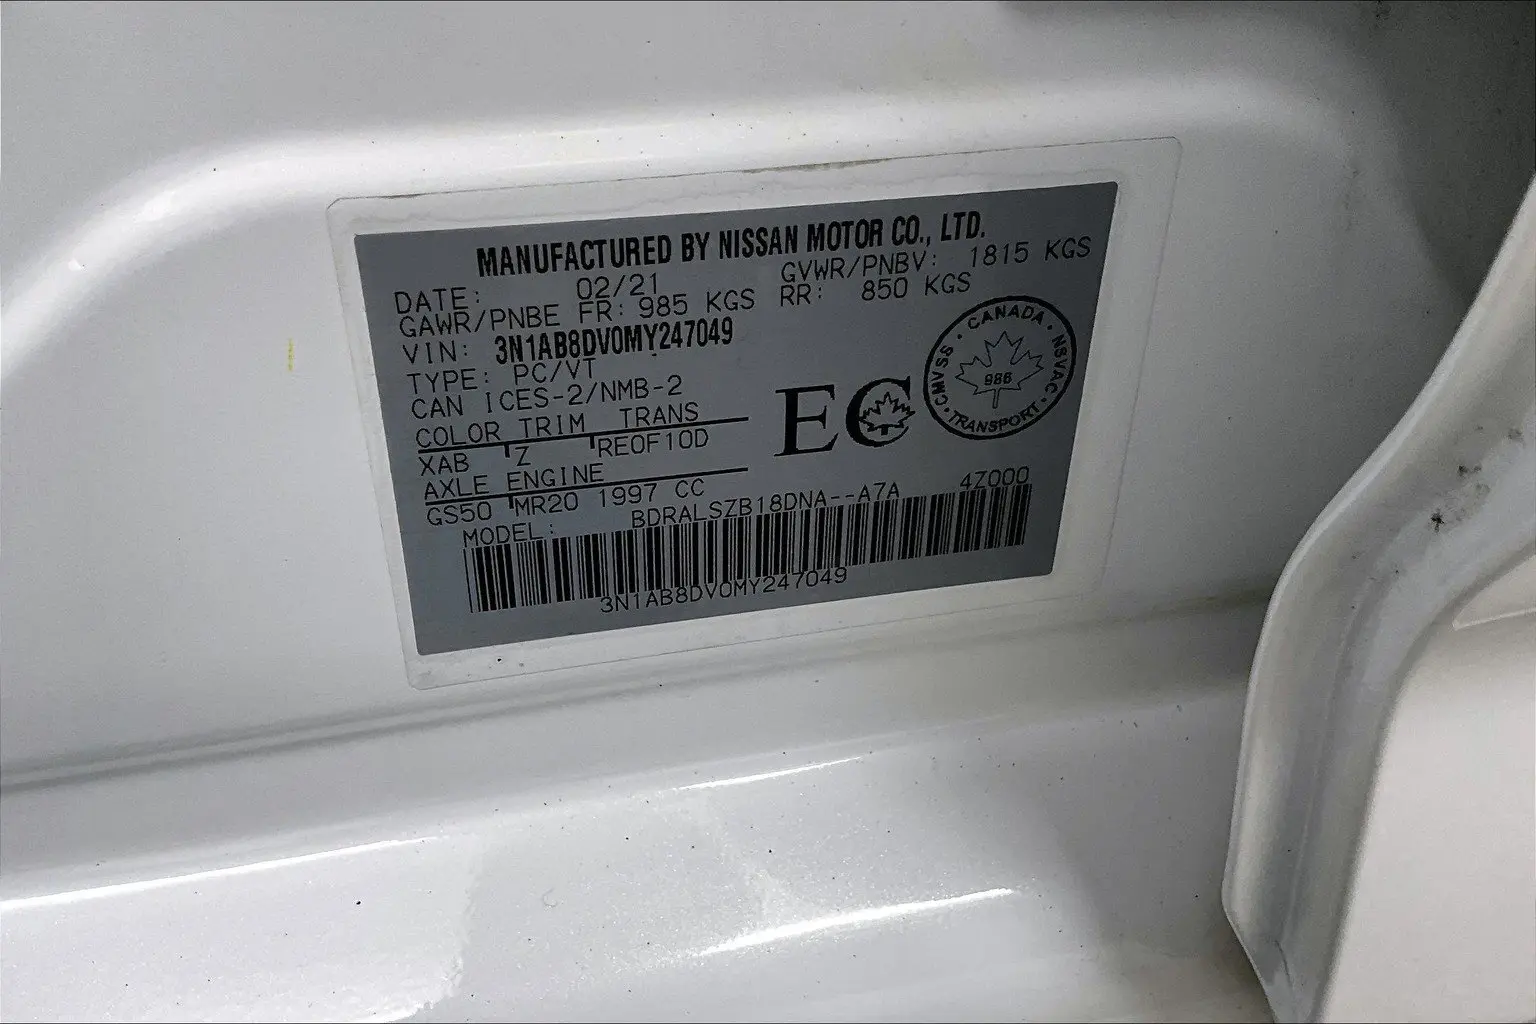 MANUFACTURED BY NISSAN MOTOR CO., LTD.
DATE: 02/21 GVWR/PNBV: 1815 KGS
GAWR/PNBE FR: 985 KGS RR: 850 KGS
VIN: 3N1AB8DV0MY247049
TYPE: PC/VT
CAN ICES-2/NMB-2
COLOR TRIM TRANS
XAB Z RE0F10D
AXLE ENGINE
GS50 MR20 1997 CC
MODEL: BDRALSZB18DNA--A7A 4Z000
3N1AB8DV0MY247049
EC
CANADA · NSVAC · TRANSPORT · CMVSS
986